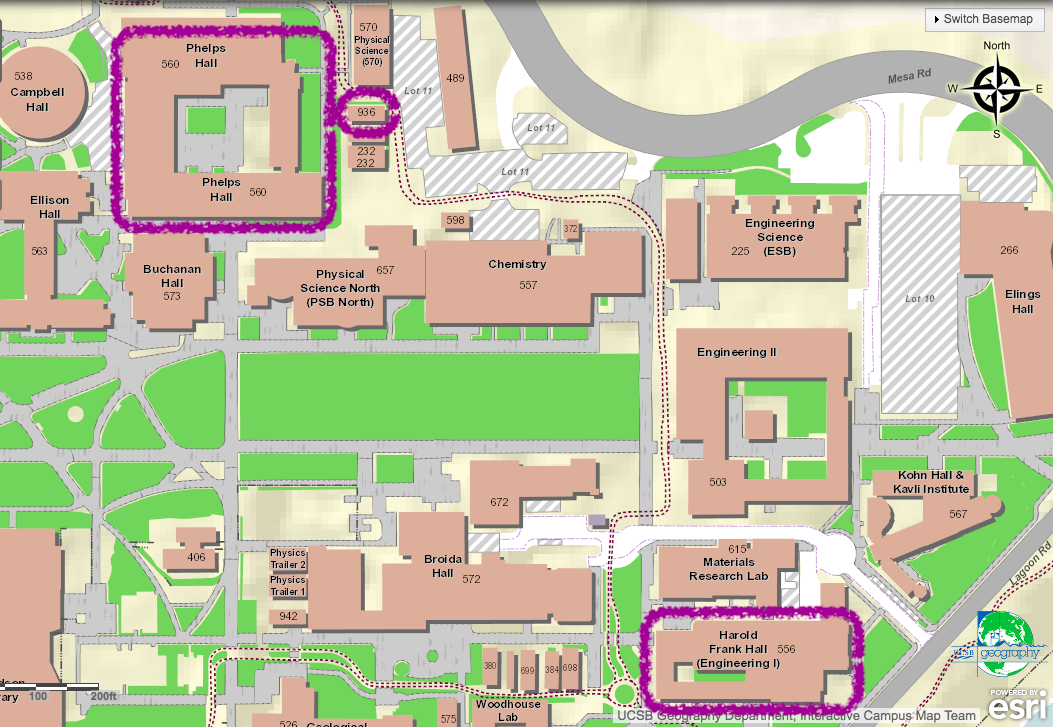 Switch Basemap
North
W
E
S
Mesa Rd
570
Physical
Science
(570)
Phelps
Hall
560
538
Campbell
Hall
489
Lot 11
936
Lot 11
232
232
Lot 11
Phelps
Hall
560
Ellison
Hall
598
372
Engineering
Science
(ESB)
225
563
266
Buchanan
Hall
573
Physical
Science North
(PSB North)
657
Chemistry
557
Lot 10
Elings
Hall
Engineering II
503
Kohn Hall &
Kavli Institute
567
672
406
Physics
Trailer 2
Physics
Trailer 1
942
Broida
Hall
572
615
Materials
Research Lab
Lagoon Rd
Harold
Frank Hall
(Engineering I)
556
UCSB geography
380
699
384
698
100
200ft
Woodhouse
Lab
575
526
POWERED BY
esri
UCSB Geography Department, Interactive Campus Map Team